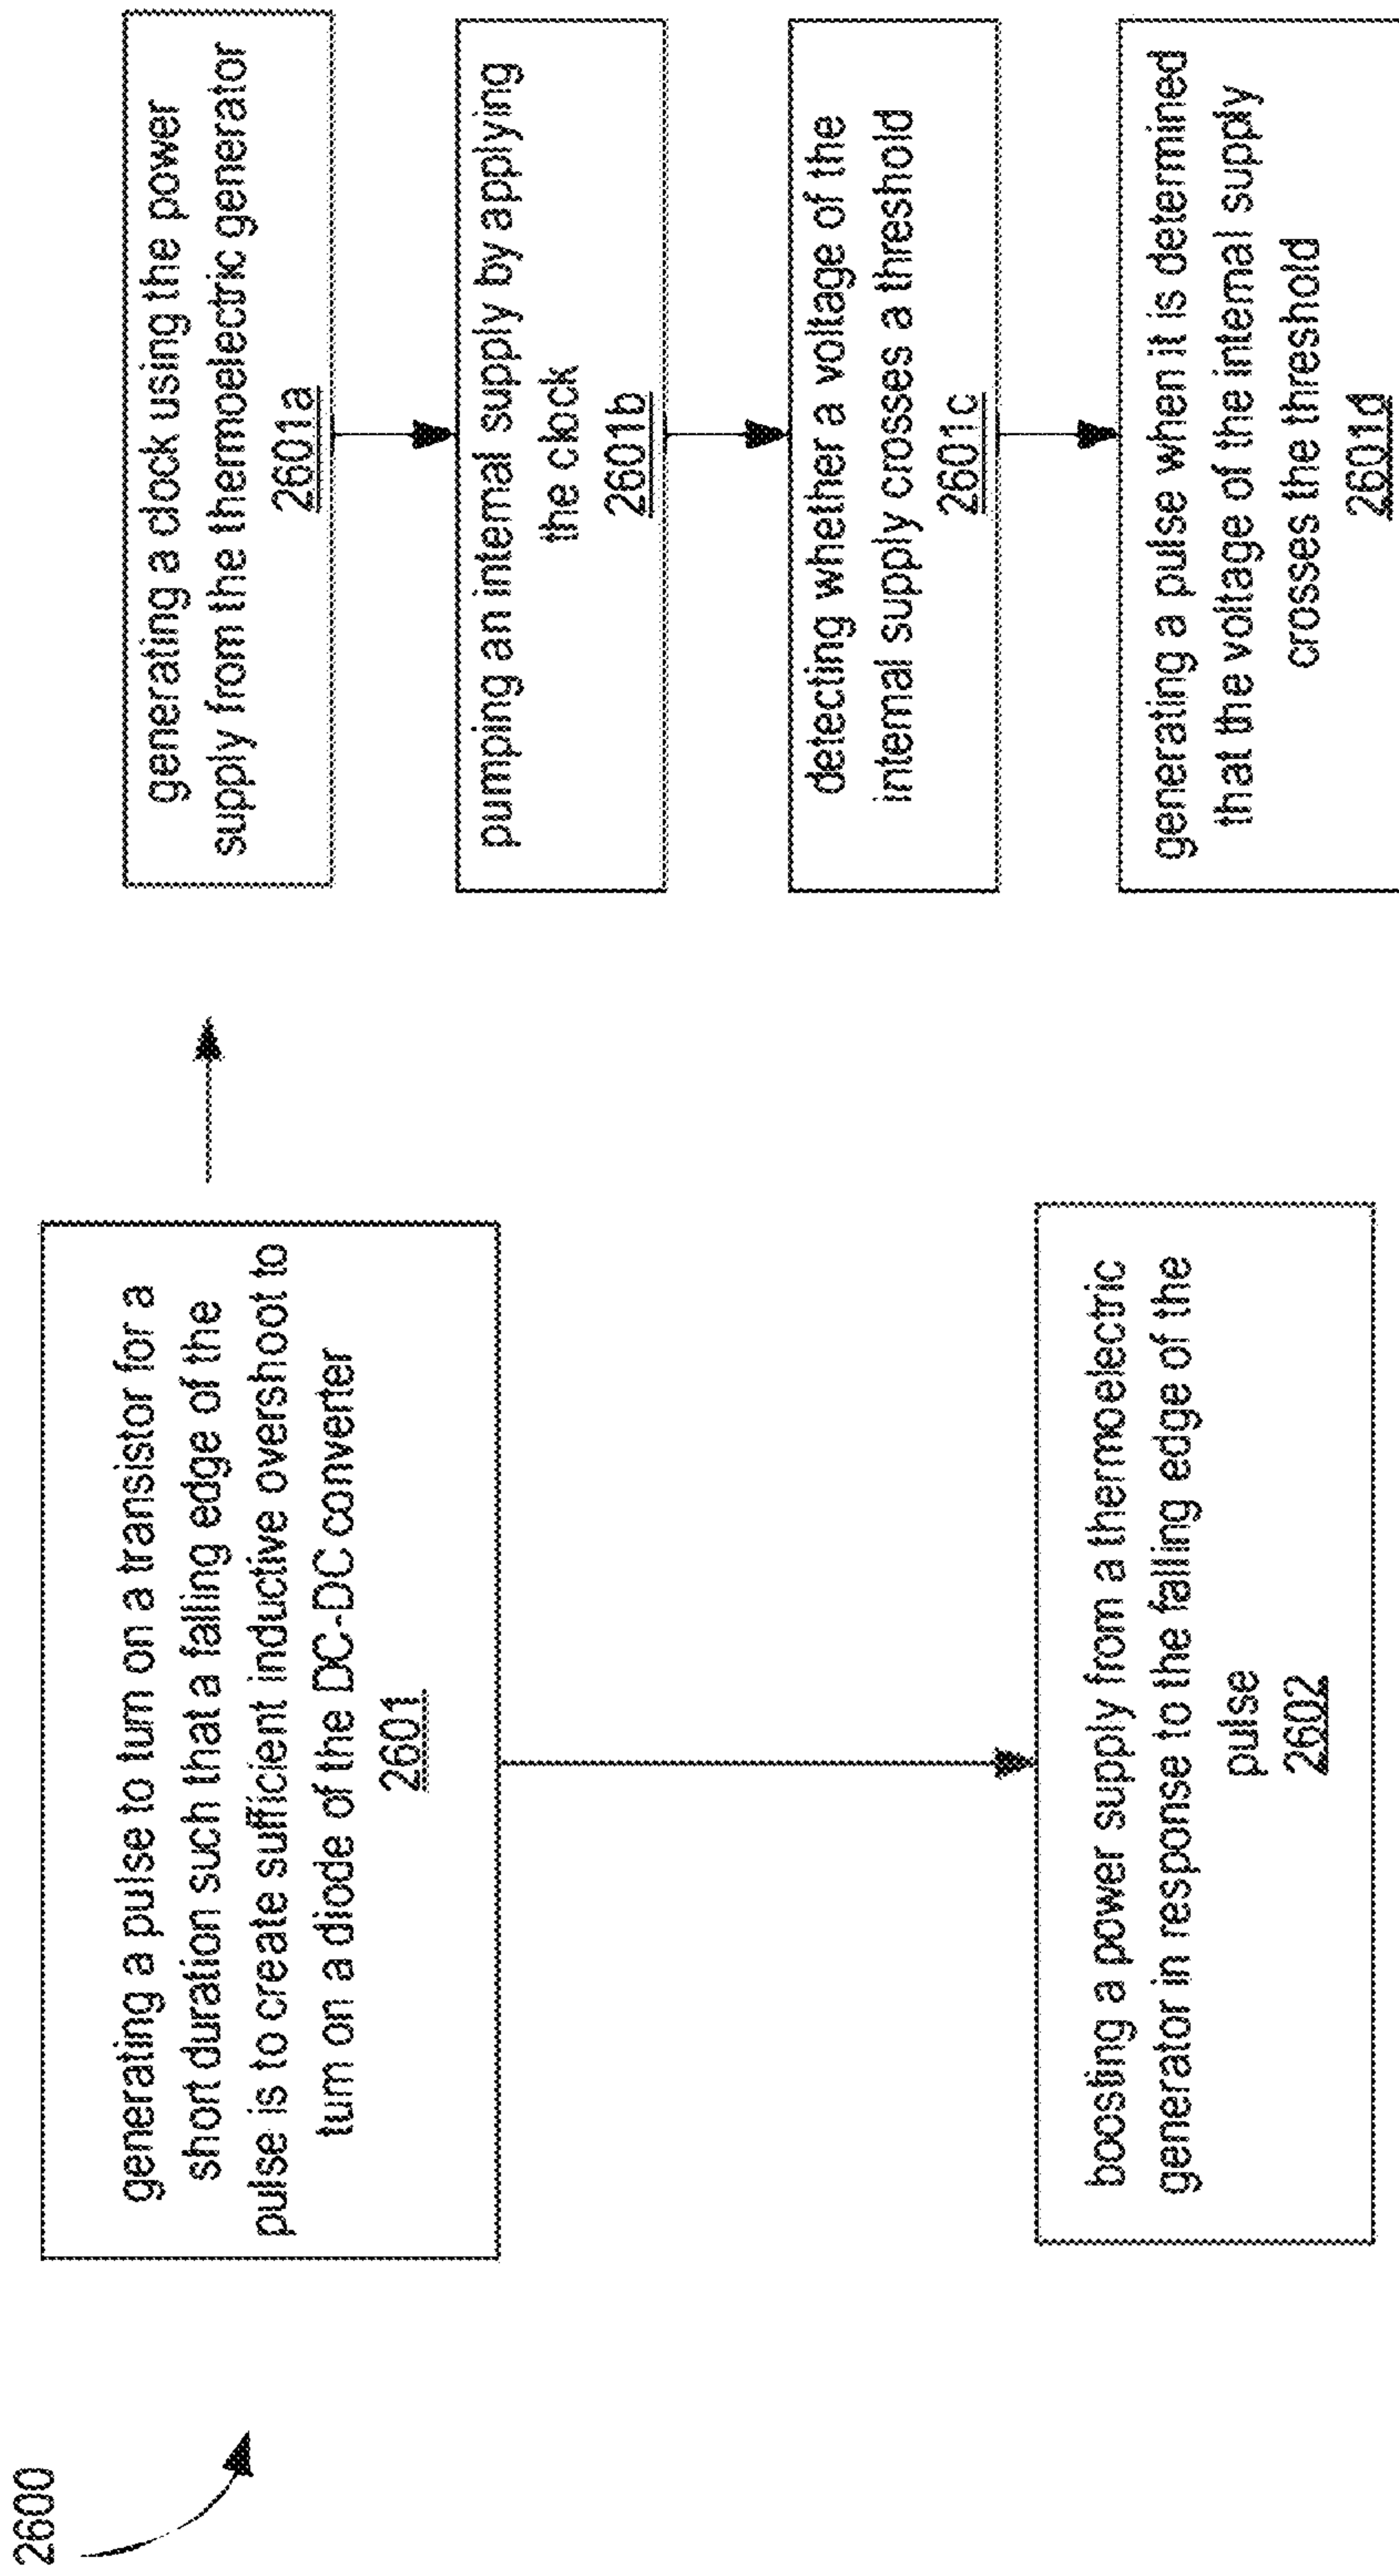 2600
generating a pulse to turn on a transistor for a
short duration such that a falling edge of the
pulse is to create sufficient inductive overshoot to
turn on a diode of the DC-DC converter
2601
boosting a power supply from a thermoelectric
generator in response to the falling edge of the
pulse
2602
generating a clock using the power
supply from the thermoelectric generator
2601a
pumping an internal supply by applying
the clock
2601b
detecting whether a voltage of the
internal supply crosses a threshold
2601c
generating a pulse when it is determined
that the voltage of the internal supply
crosses the threshold
2601d